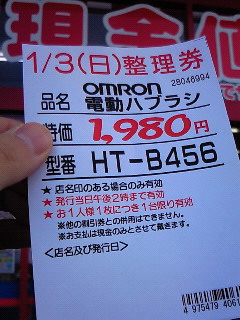 現金値
1/3(日)整理券
28046994
品名 OMRON
電動ハブラシ
特価 1,980円
型番 HT-B456
★店名印のある場合のみ有効
★発行当日午後2時まで有効
★お1人様1枚につき1台限り有効
※他の割引券との併用はできません。
※お支払は現金のみとさせて戴きます。
<店名及び発行日>
4 975479 4061